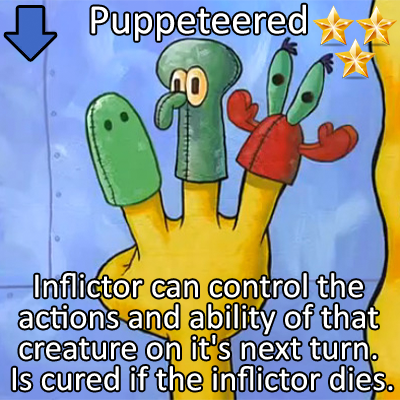 Puppeteered
Inflictor can control the
actions and ability of that
creature on it's next turn.
Is cured if the inflictor dies.